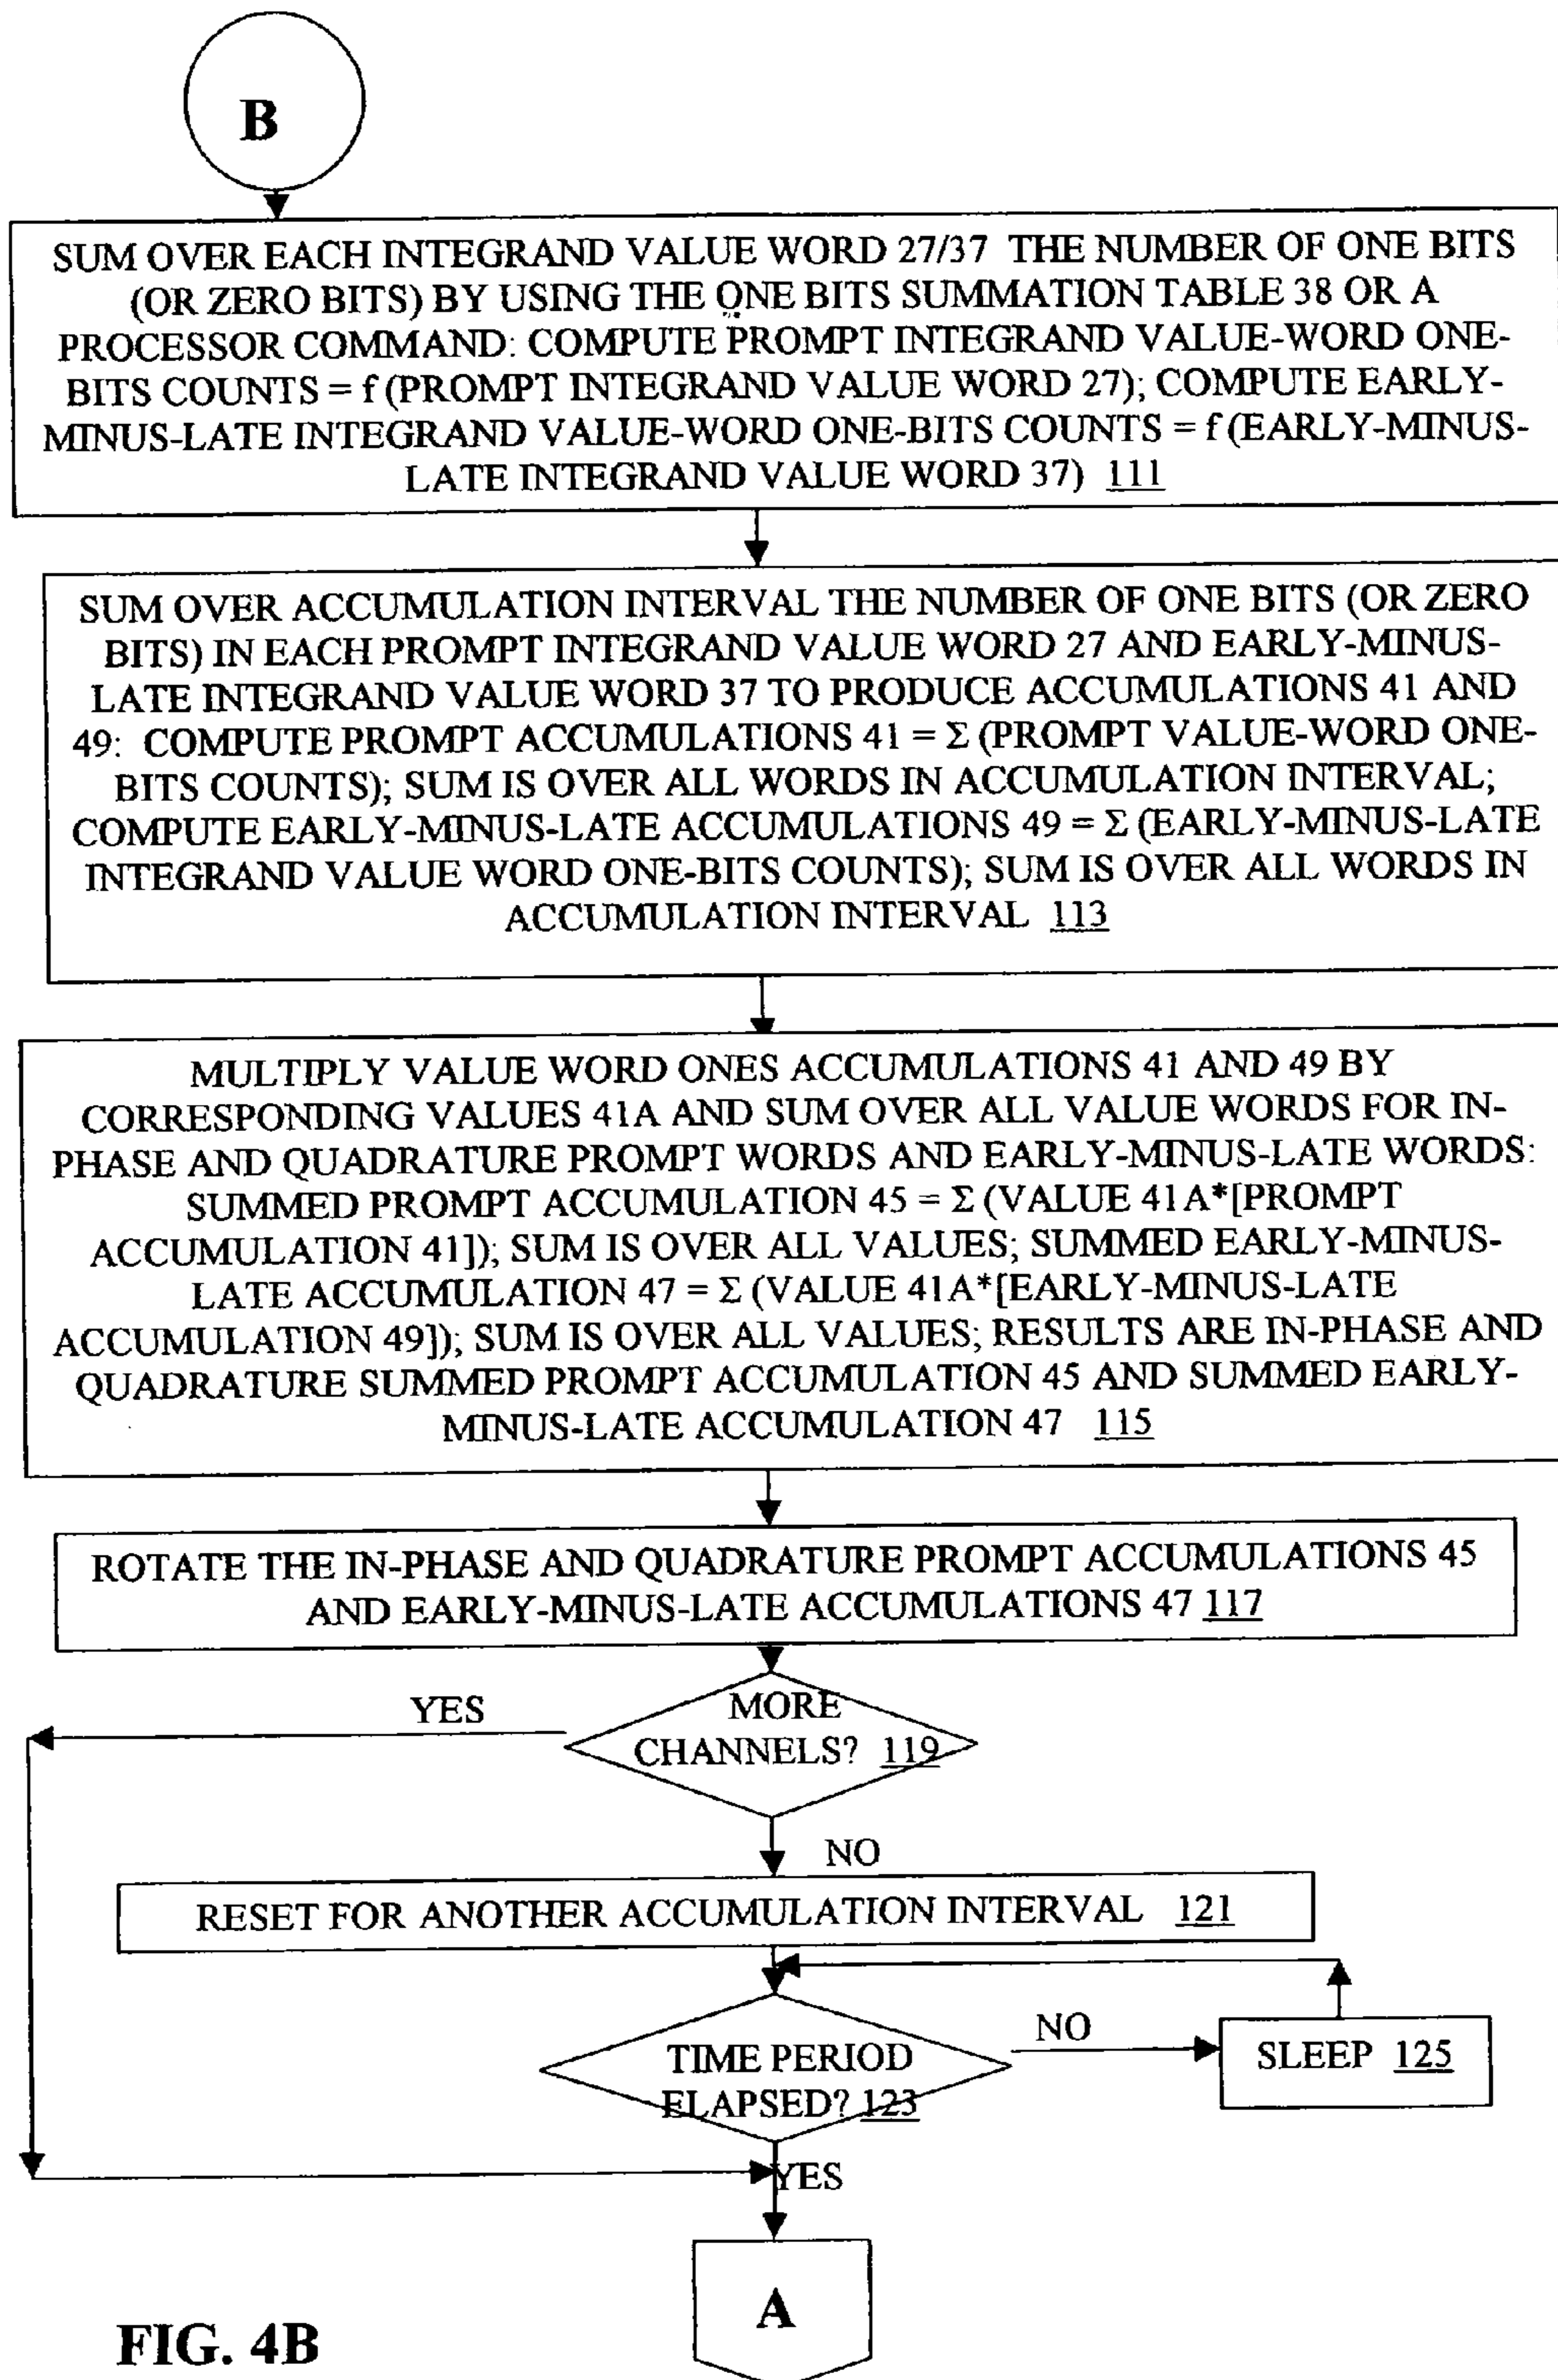 B
SUM OVER EACH INTEGRAND VALUE WORD 27/37 THE NUMBER OF ONE BITS
(OR ZERO BITS) BY USING THE ONE BITS SUMMATION TABLE 38 OR A
PROCESSOR COMMAND: COMPUTE PROMPT INTEGRAND VALUE-WORD ONE-
BITS COUNTS = f (PROMPT INTEGRAND VALUE WORD 27); COMPUTE EARLY-
MINUS-LATE INTEGRAND VALUE-WORD ONE-BITS COUNTS = f (EARLY-MINUS-
LATE INTEGRAND VALUE WORD 37) 111
SUM OVER ACCUMULATION INTERVAL THE NUMBER OF ONE BITS (OR ZERO
BITS) IN EACH PROMPT INTEGRAND VALUE WORD 27 AND EARLY-MINUS-
LATE INTEGRAND VALUE WORD 37 TO PRODUCE ACCUMULATIONS 41 AND
49: COMPUTE PROMPT ACCUMULATIONS 41 = Σ (PROMPT VALUE-WORD ONE-
BITS COUNTS); SUM IS OVER ALL WORDS IN ACCUMULATION INTERVAL;
COMPUTE EARLY-MINUS-LATE ACCUMULATIONS 49 = Σ (EARLY-MINUS-LATE
INTEGRAND VALUE WORD ONE-BITS COUNTS); SUM IS OVER ALL WORDS IN
ACCUMULATION INTERVAL 113
MULTIPLY VALUE WORD ONES ACCUMULATIONS 41 AND 49 BY
CORRESPONDING VALUES 41A AND SUM OVER ALL VALUE WORDS FOR IN-
PHASE AND QUADRATURE PROMPT WORDS AND EARLY-MINUS-LATE WORDS:
SUMMED PROMPT ACCUMULATION 45 = Σ (VALUE 41A*[PROMPT
ACCUMULATION 41]); SUM IS OVER ALL VALUES; SUMMED EARLY-MINUS-
LATE ACCUMULATION 47 = Σ (VALUE 41A*[EARLY-MINUS-LATE
ACCUMULATION 49]); SUM IS OVER ALL VALUES; RESULTS ARE IN-PHASE AND
QUADRATURE SUMMED PROMPT ACCUMULATION 45 AND SUMMED EARLY-
MINUS-LATE ACCUMULATION 47 115
ROTATE THE IN-PHASE AND QUADRATURE PROMPT ACCUMULATIONS 45
AND EARLY-MINUS-LATE ACCUMULATIONS 47 117
YES
MORE
CHANNELS? 119
NO
RESET FOR ANOTHER ACCUMULATION INTERVAL 121
TIME PERIOD
ELAPSED? 123
NO
SLEEP 125
YES
A
FIG. 4B